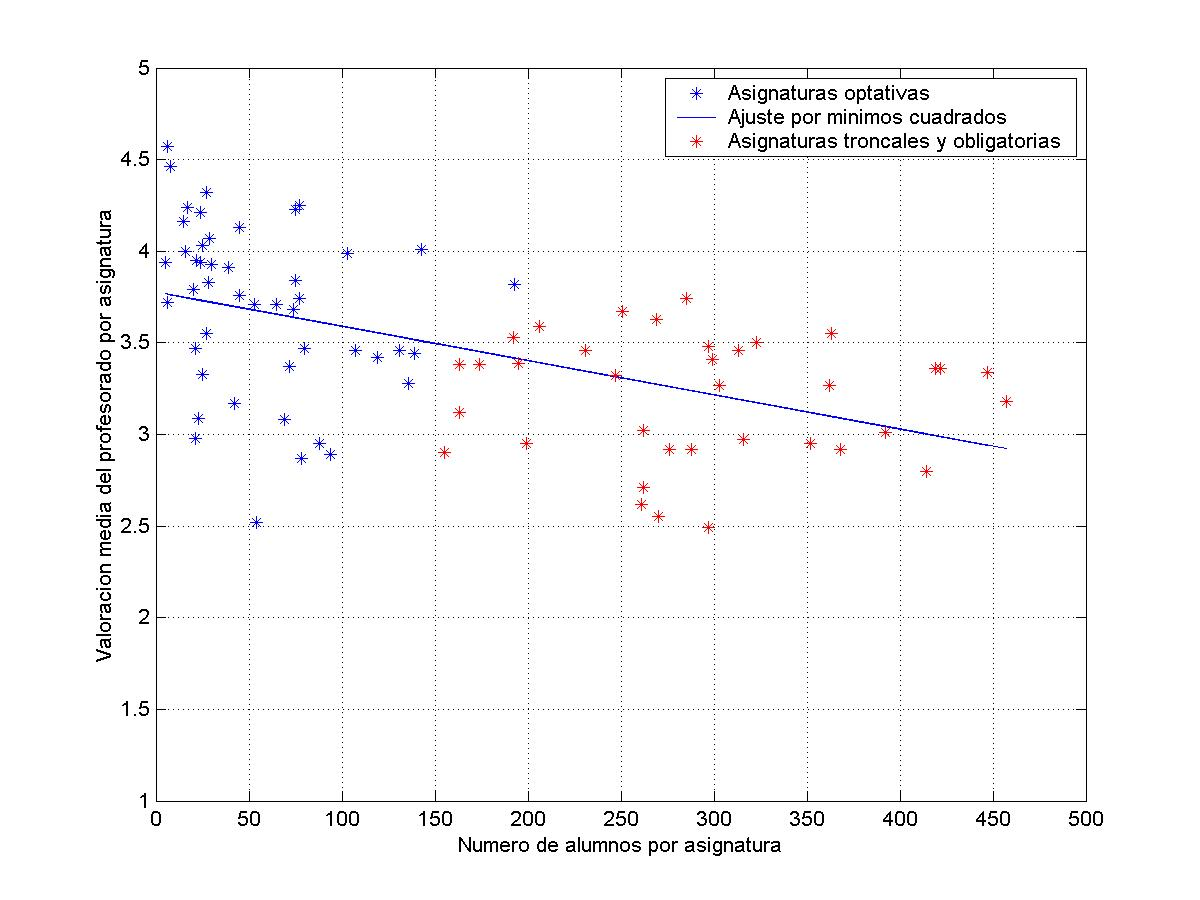 Asignaturas optativas
Ajuste por minimos cuadrados
Asignaturas troncales y obligatorias
5
4.5
4
3.5
3
2.5
2
1.5
1
Valoracion media del profesorado por asignatura
0 50 100 150 200 250 300 350 400 450 500
Numero de alumnos por asignatura